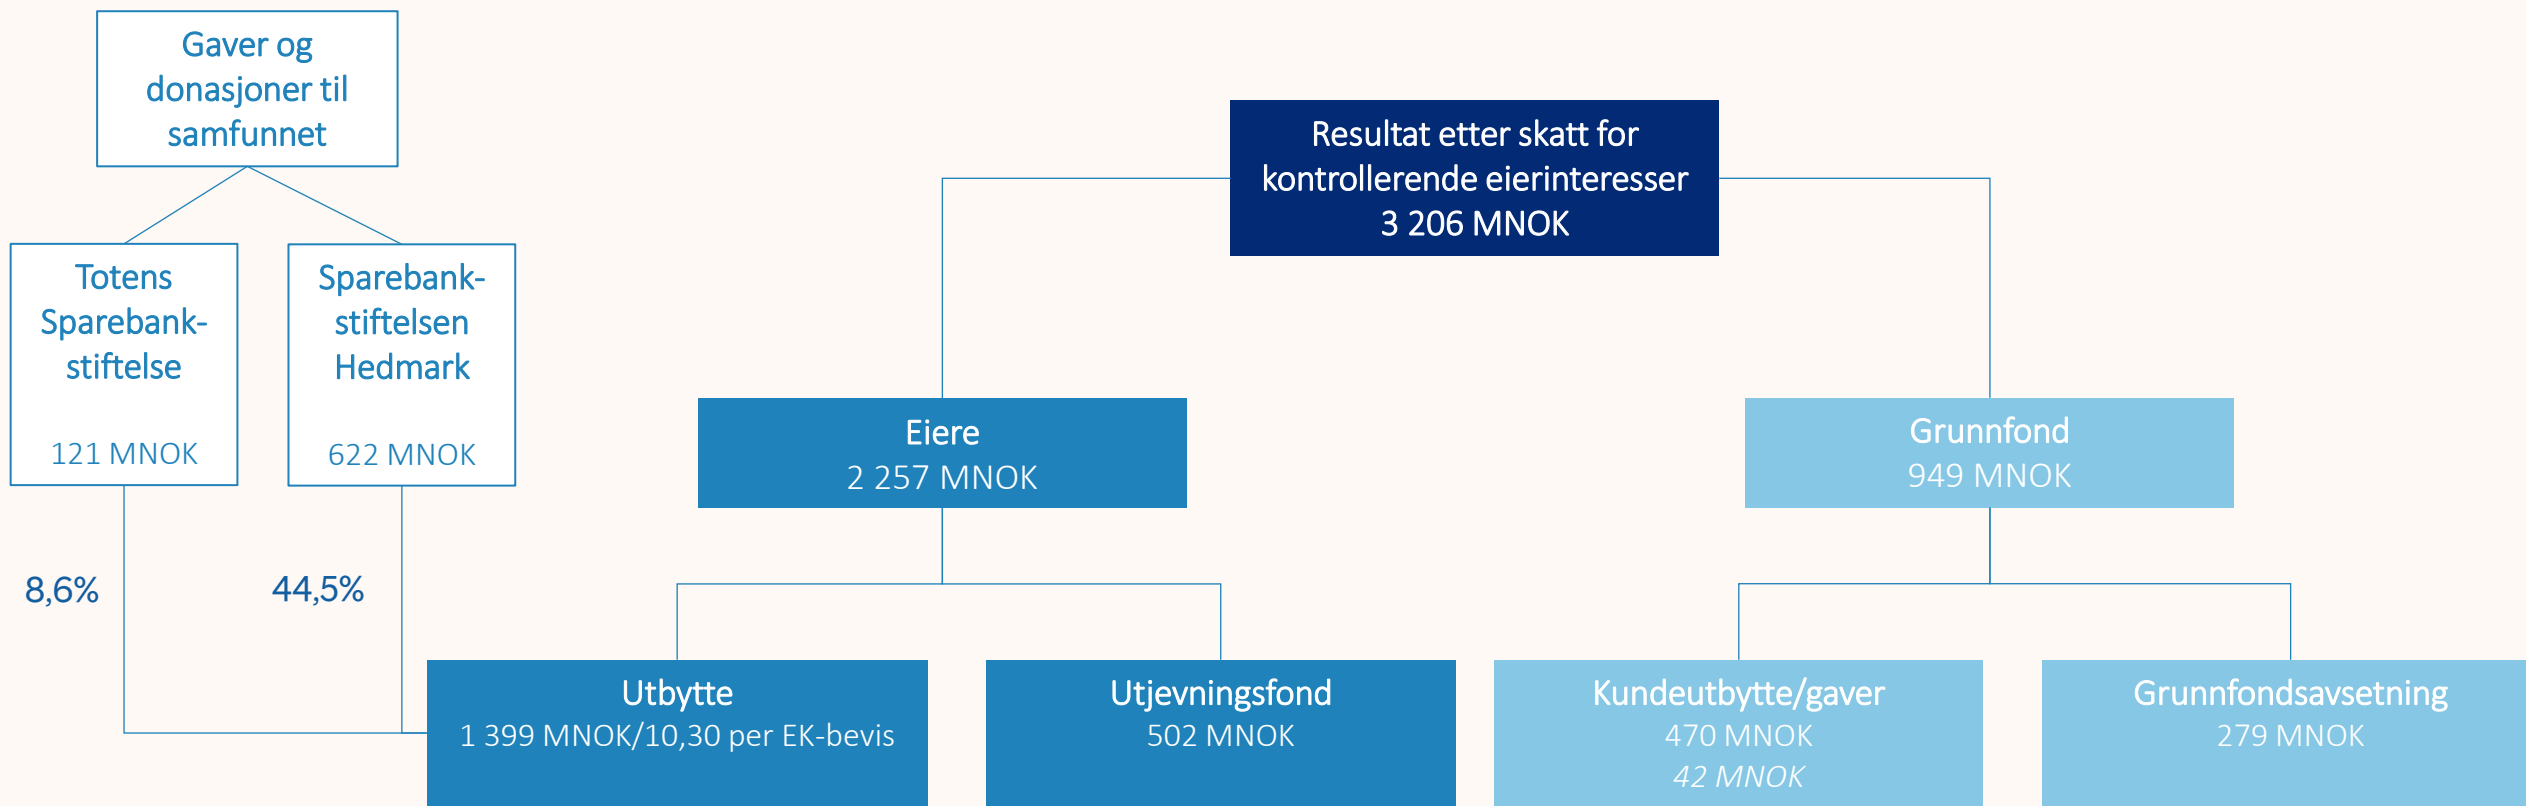 Gaver og
donasjoner til
samfunnet
Totens
Sparebank-
stiftelse
121 MNOK
Sparebank-
stiftelsen
Hedmark
622 MNOK
8,6%
44,5%
Resultat etter skatt for
kontrollerende eierinteresser
3 206 MNOK
Eiere
2 257 MNOK
Grunnfond
949 MNOK
Utbytte
1 399 MNOK/10,30 per EK-bevis
Utjevningsfond
502 MNOK
Kundeutbytte/gaver
470 MNOK
42 MNOK
Grunnfondsavsetning
279 MNOK